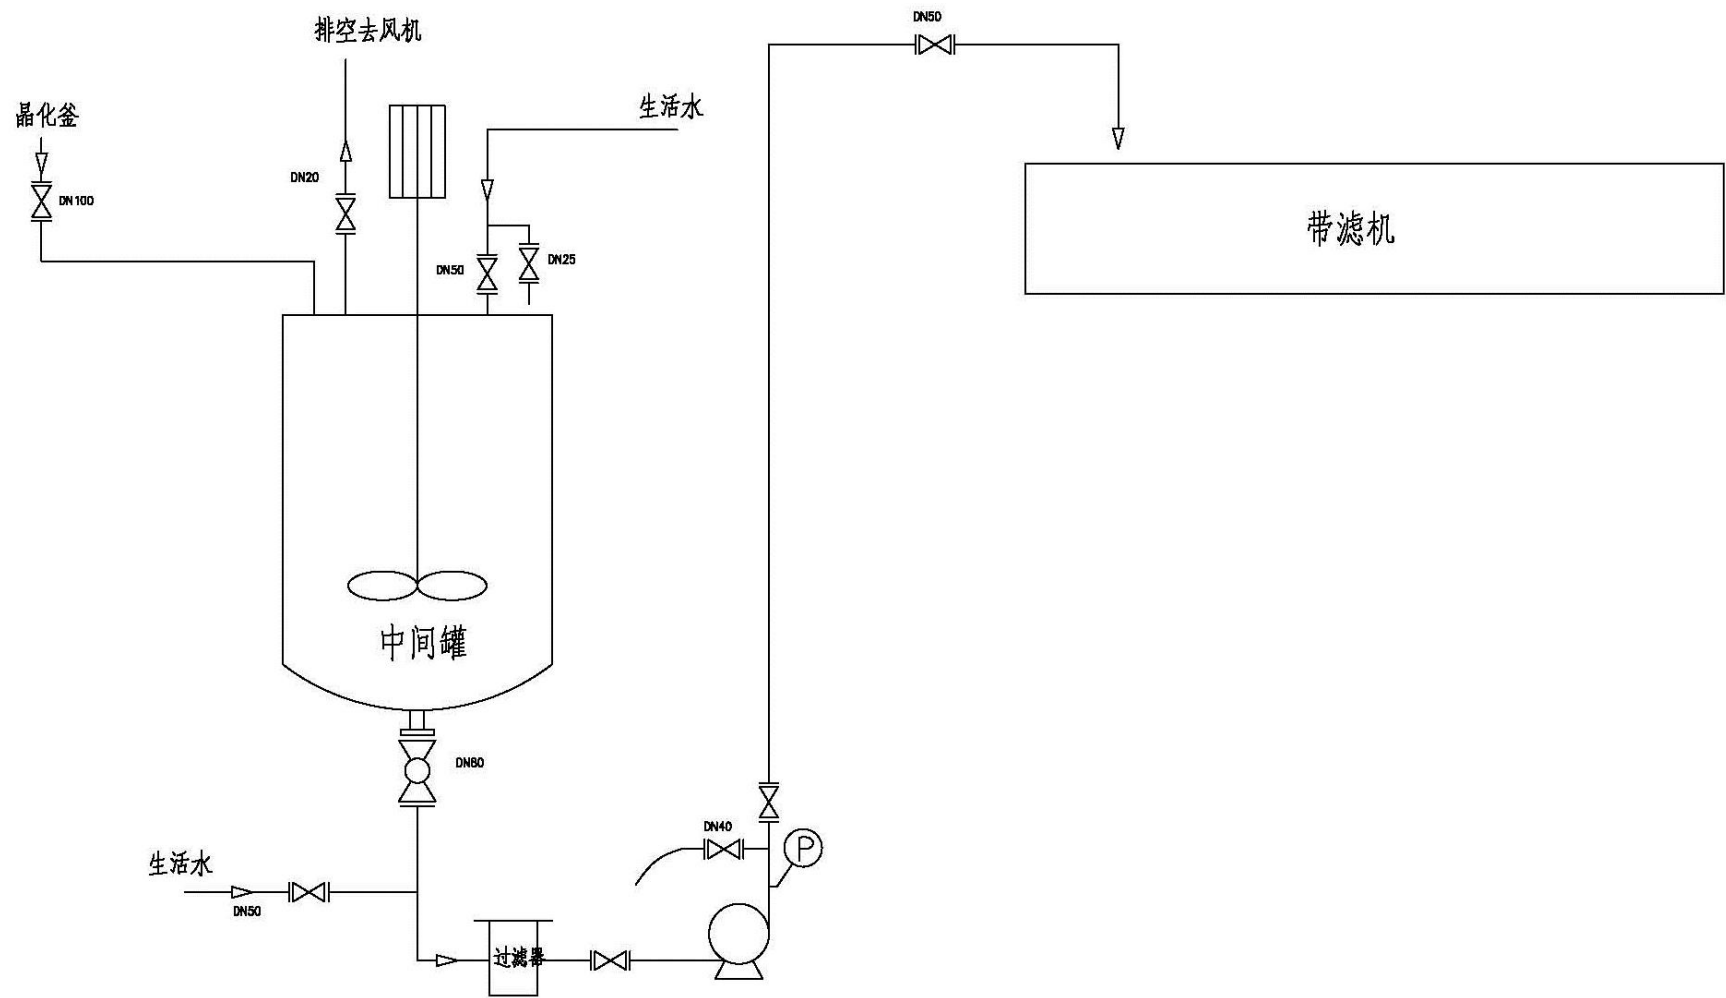 DN50
排空去风机
生活水
晶化釜
DN20
DN100
带滤机
DN50
DN25
中间罐
DN80
DN40
P
生活水
DN50
过滤器